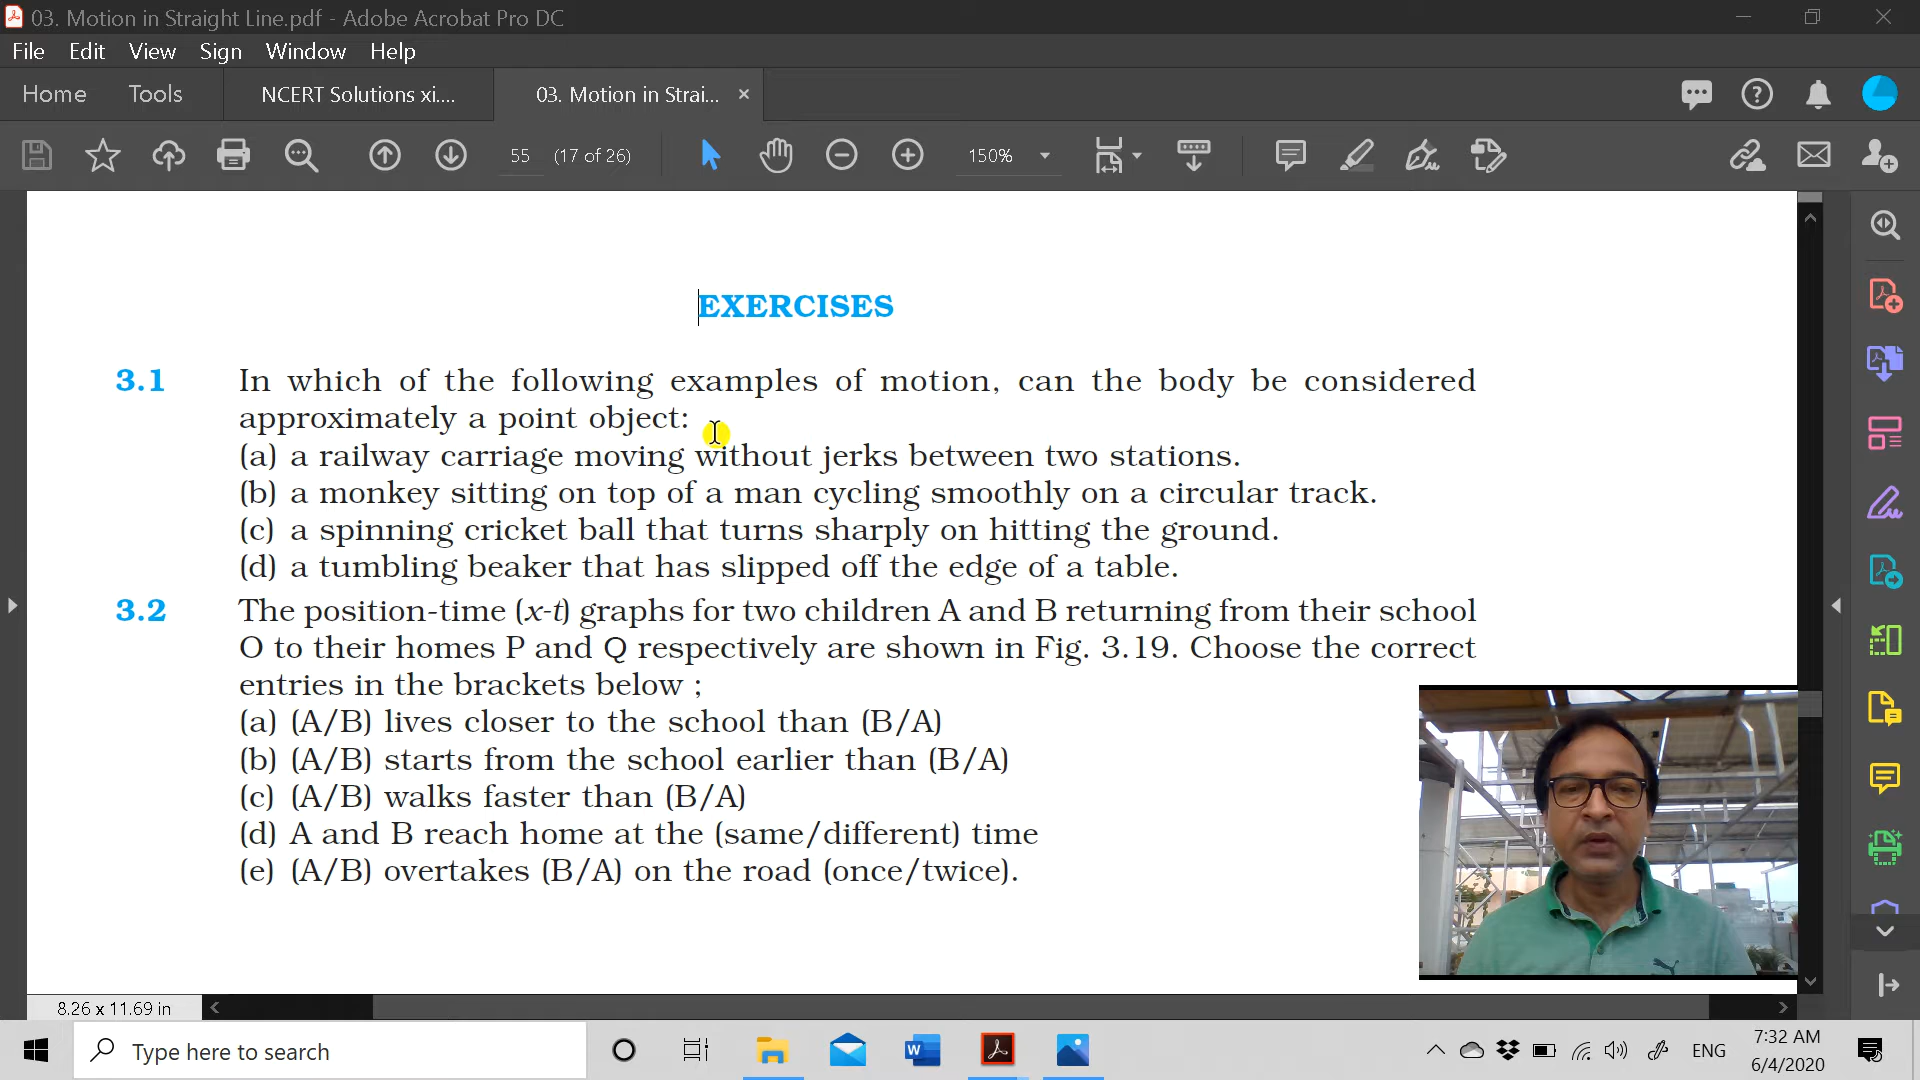 03. Motion in Straight Line.pdf - Adobe Acrobat Pro DC
File Edit View Sign Window Help
Home Tools NCERT Solutions xi.... 03. Motion in Strai... ×
55 (17 of 26) 150%
EXERCISES
3.1 In which of the following examples of motion, can the body be considered
approximately a point object:
(a) a railway carriage moving without jerks between two stations.
(b) a monkey sitting on top of a man cycling smoothly on a circular track.
(c) a spinning cricket ball that turns sharply on hitting the ground.
(d) a tumbling beaker that has slipped off the edge of a table.
3.2 The position-time (x-t) graphs for two children A and B returning from their school
O to their homes P and Q respectively are shown in Fig. 3.19. Choose the correct
entries in the brackets below ;
(a) (A/B) lives closer to the school than (B/A)
(b) (A/B) starts from the school earlier than (B/A)
(c) (A/B) walks faster than (B/A)
(d) A and B reach home at the (same/different) time
(e) (A/B) overtakes (B/A) on the road (once/twice).
8.26 x 11.69 in
Type here to search
ENG
7:32 AM
6/4/2020